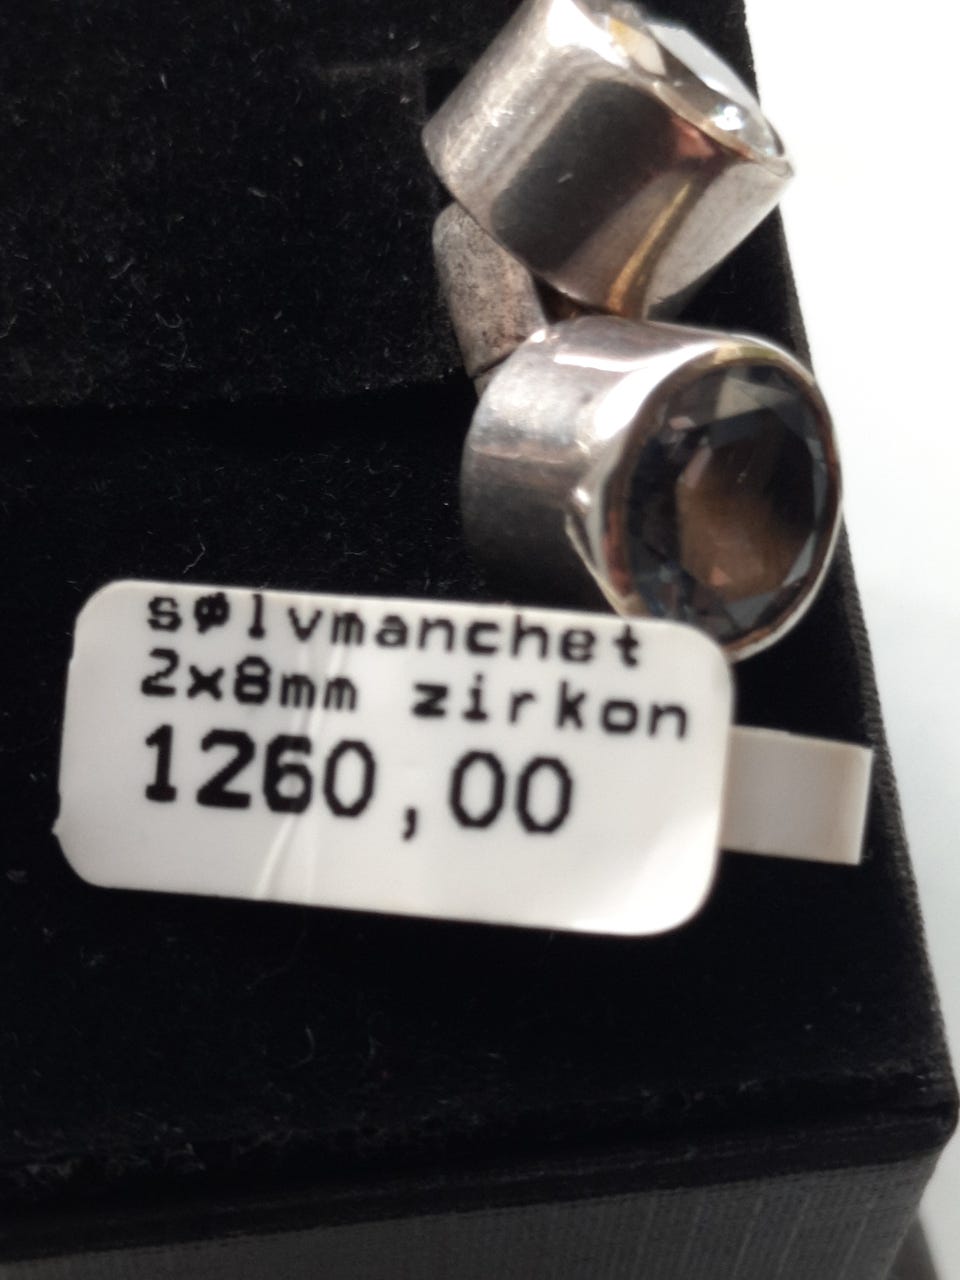 sølvmanchet
2x8mm zirkon
1260,00